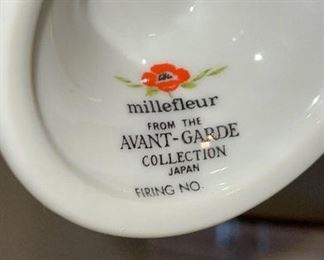 millefleur
FROM THE
AVANT-GARDE
COLLECTION
JAPAN
FIRING NO.